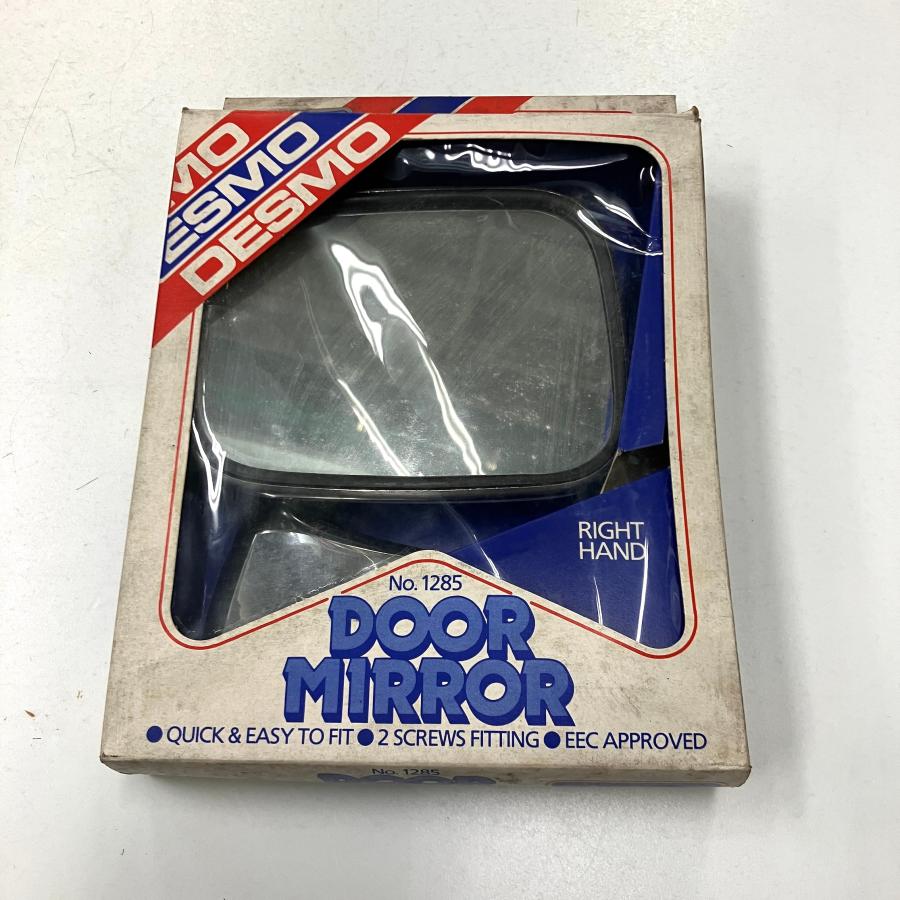 MO
ESMO
DESMO
RIGHT
HAND
No. 1285
DOOR
MIRROR
● QUICK & EASY TO FIT ● 2 SCREWS FITTING ● EEC APPROVED
No. 1285
DOOR